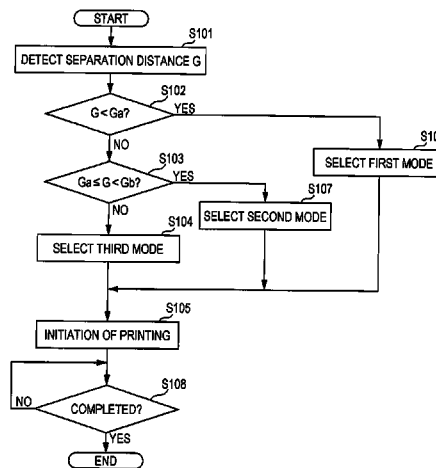 START
S101
DETECT SEPARATION DISTANCE G
S102
G < Ga?
YES
NO
S103
Ga ≤ G < Gb?
YES
NO
S10
SELECT FIRST MODE
S107
SELECT SECOND MODE
S104
SELECT THIRD MODE
S105
INITIATION OF PRINTING
S108
COMPLETED?
NO
YES
END